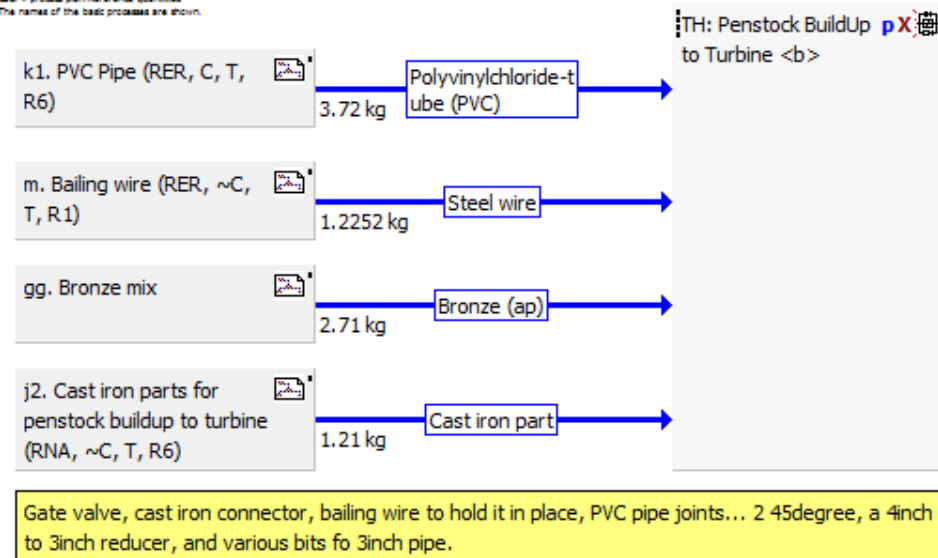 The names of the basic processes are shown.
TH: Penstock BuildUp pX
to Turbine <b>
k1. PVC Pipe (RER, C, T,
R6)
3.72 kg
Polyvinylchloride-t
ube (PVC)
m. Bailing wire (RER, ~C,
T, R1)
1.2252 kg
Steel wire
gg. Bronze mix
2.71 kg
Bronze (ap)
j2. Cast iron parts for
penstock buildup to turbine
(RNA, ~C, T, R6)
1.21 kg
Cast iron part
Gate valve, cast iron connector, bailing wire to hold it in place, PVC pipe joints... 2 45degree, a 4inch
to 3inch reducer, and various bits fo 3inch pipe.